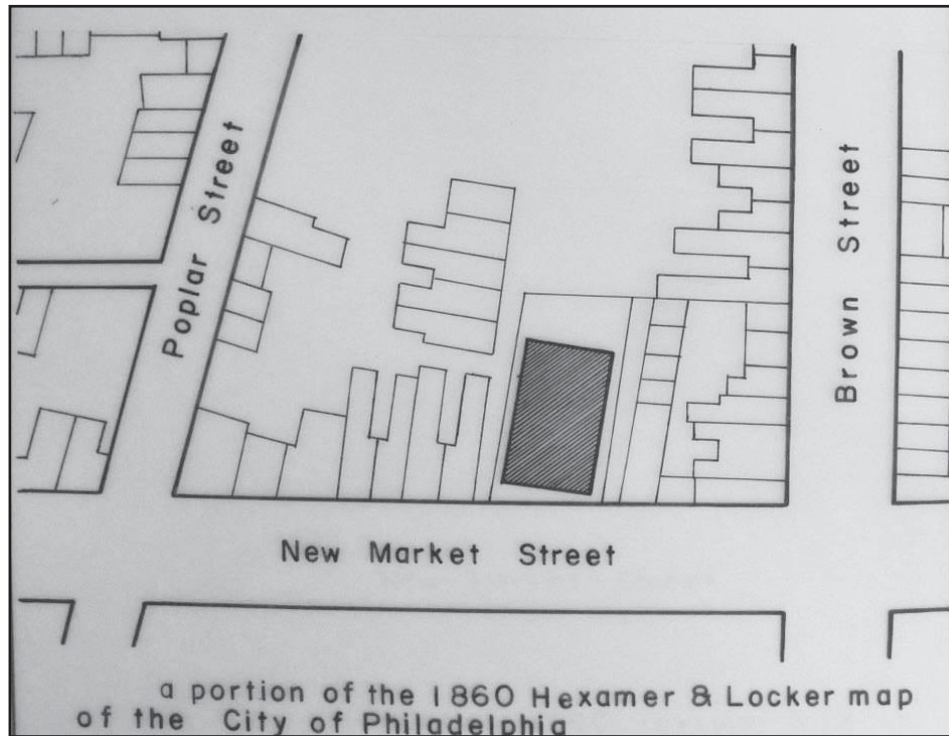 Poplar Street
Brown Street
New Market Street
a portion of the 1860 Hexamer & Locker map
of the City of Philadelphia